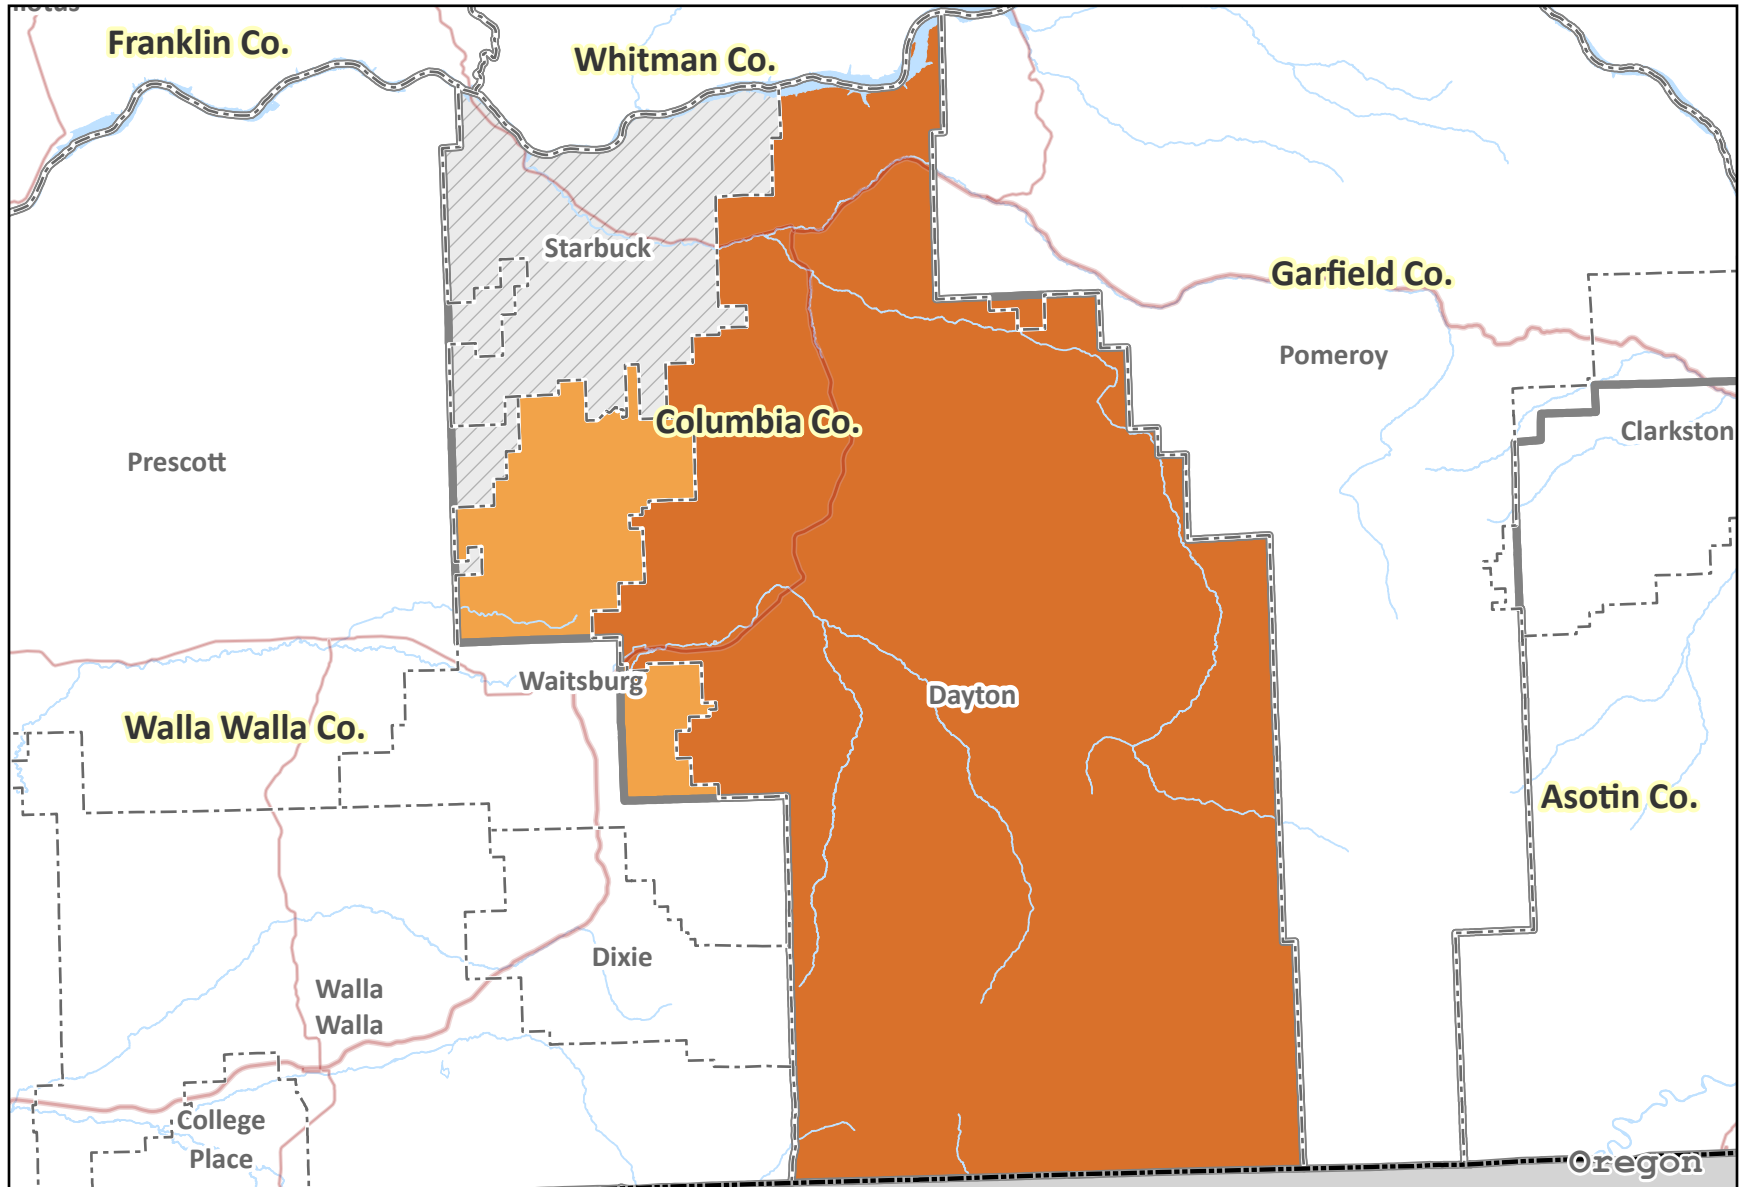 Franklin Co.
Whitman Co.
Starbuck
Garfield Co.
Pomeroy
Columbia Co.
Clarkston
Prescott
Waitsburg
Dayton
Walla Walla Co.
Asotin Co.
Dixie
Walla
Walla
College
Place
Oregon